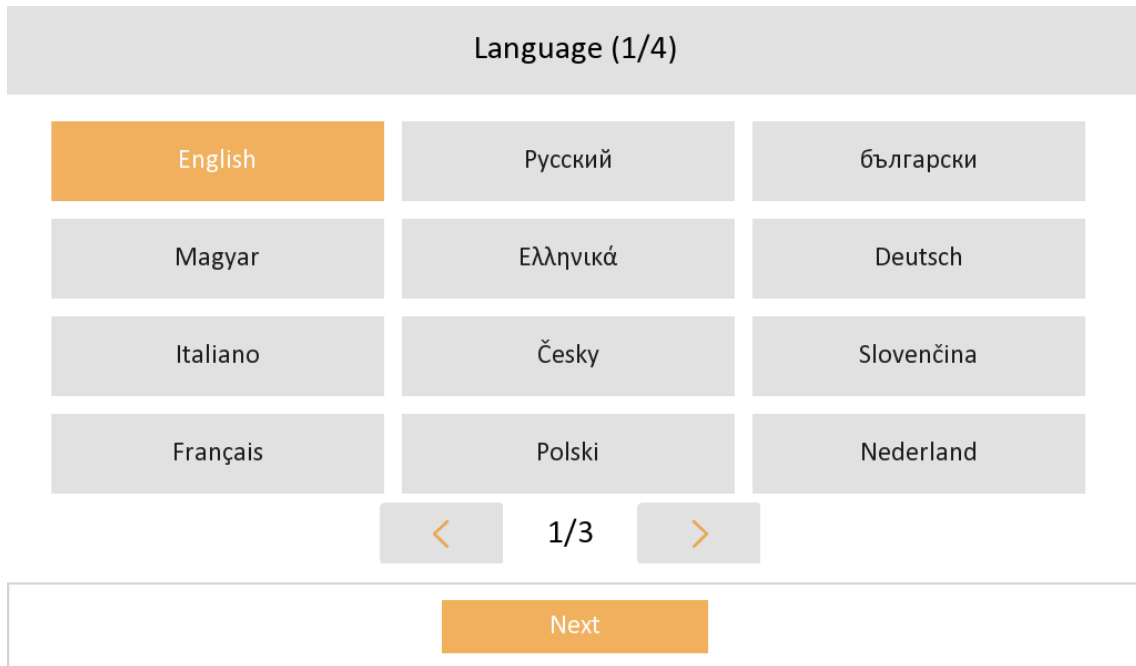 Language (1/4)
English Русский български
Magyar Ελληνικά Deutsch
Italiano Česky Slovenčina
Français Polski Nederland
1/3
Next